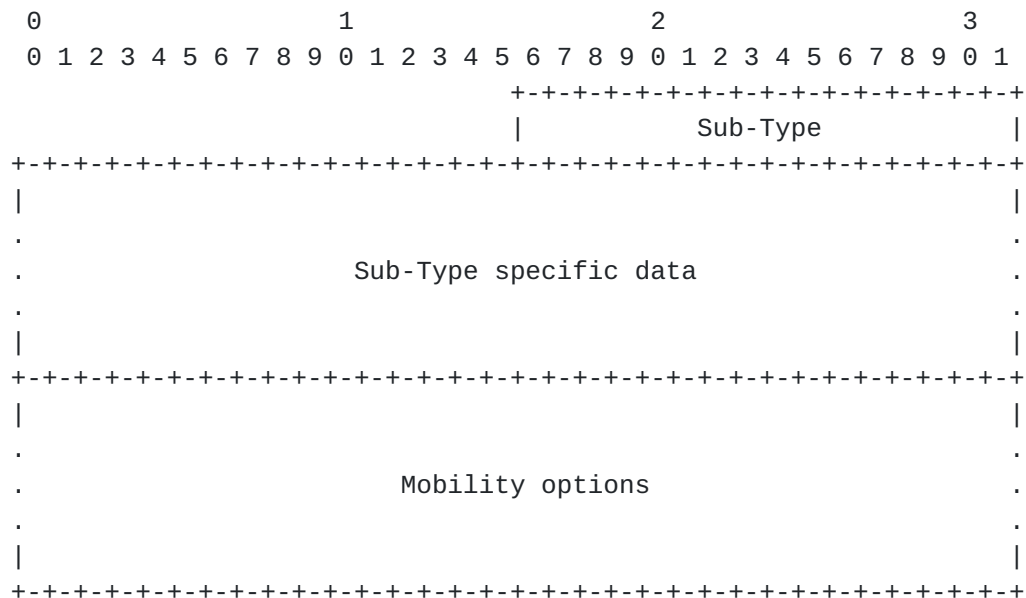 0                   1                   2                   3
 0 1 2 3 4 5 6 7 8 9 0 1 2 3 4 5 6 7 8 9 0 1 2 3 4 5 6 7 8 9 0 1
                                +-+-+-+-+-+-+-+-+-+-+-+-+-+-+-+-+
                                |           Sub-Type            |
+-+-+-+-+-+-+-+-+-+-+-+-+-+-+-+-+-+-+-+-+-+-+-+-+-+-+-+-+-+-+-+-+
|                                                               |
.                                                               .
.                     Sub-Type specific data                    .
.                                                               .
|                                                               |
+-+-+-+-+-+-+-+-+-+-+-+-+-+-+-+-+-+-+-+-+-+-+-+-+-+-+-+-+-+-+-+-+
|                                                               |
.                                                               .
.                        Mobility options                       .
.                                                               .
|                                                               |
+-+-+-+-+-+-+-+-+-+-+-+-+-+-+-+-+-+-+-+-+-+-+-+-+-+-+-+-+-+-+-+-+